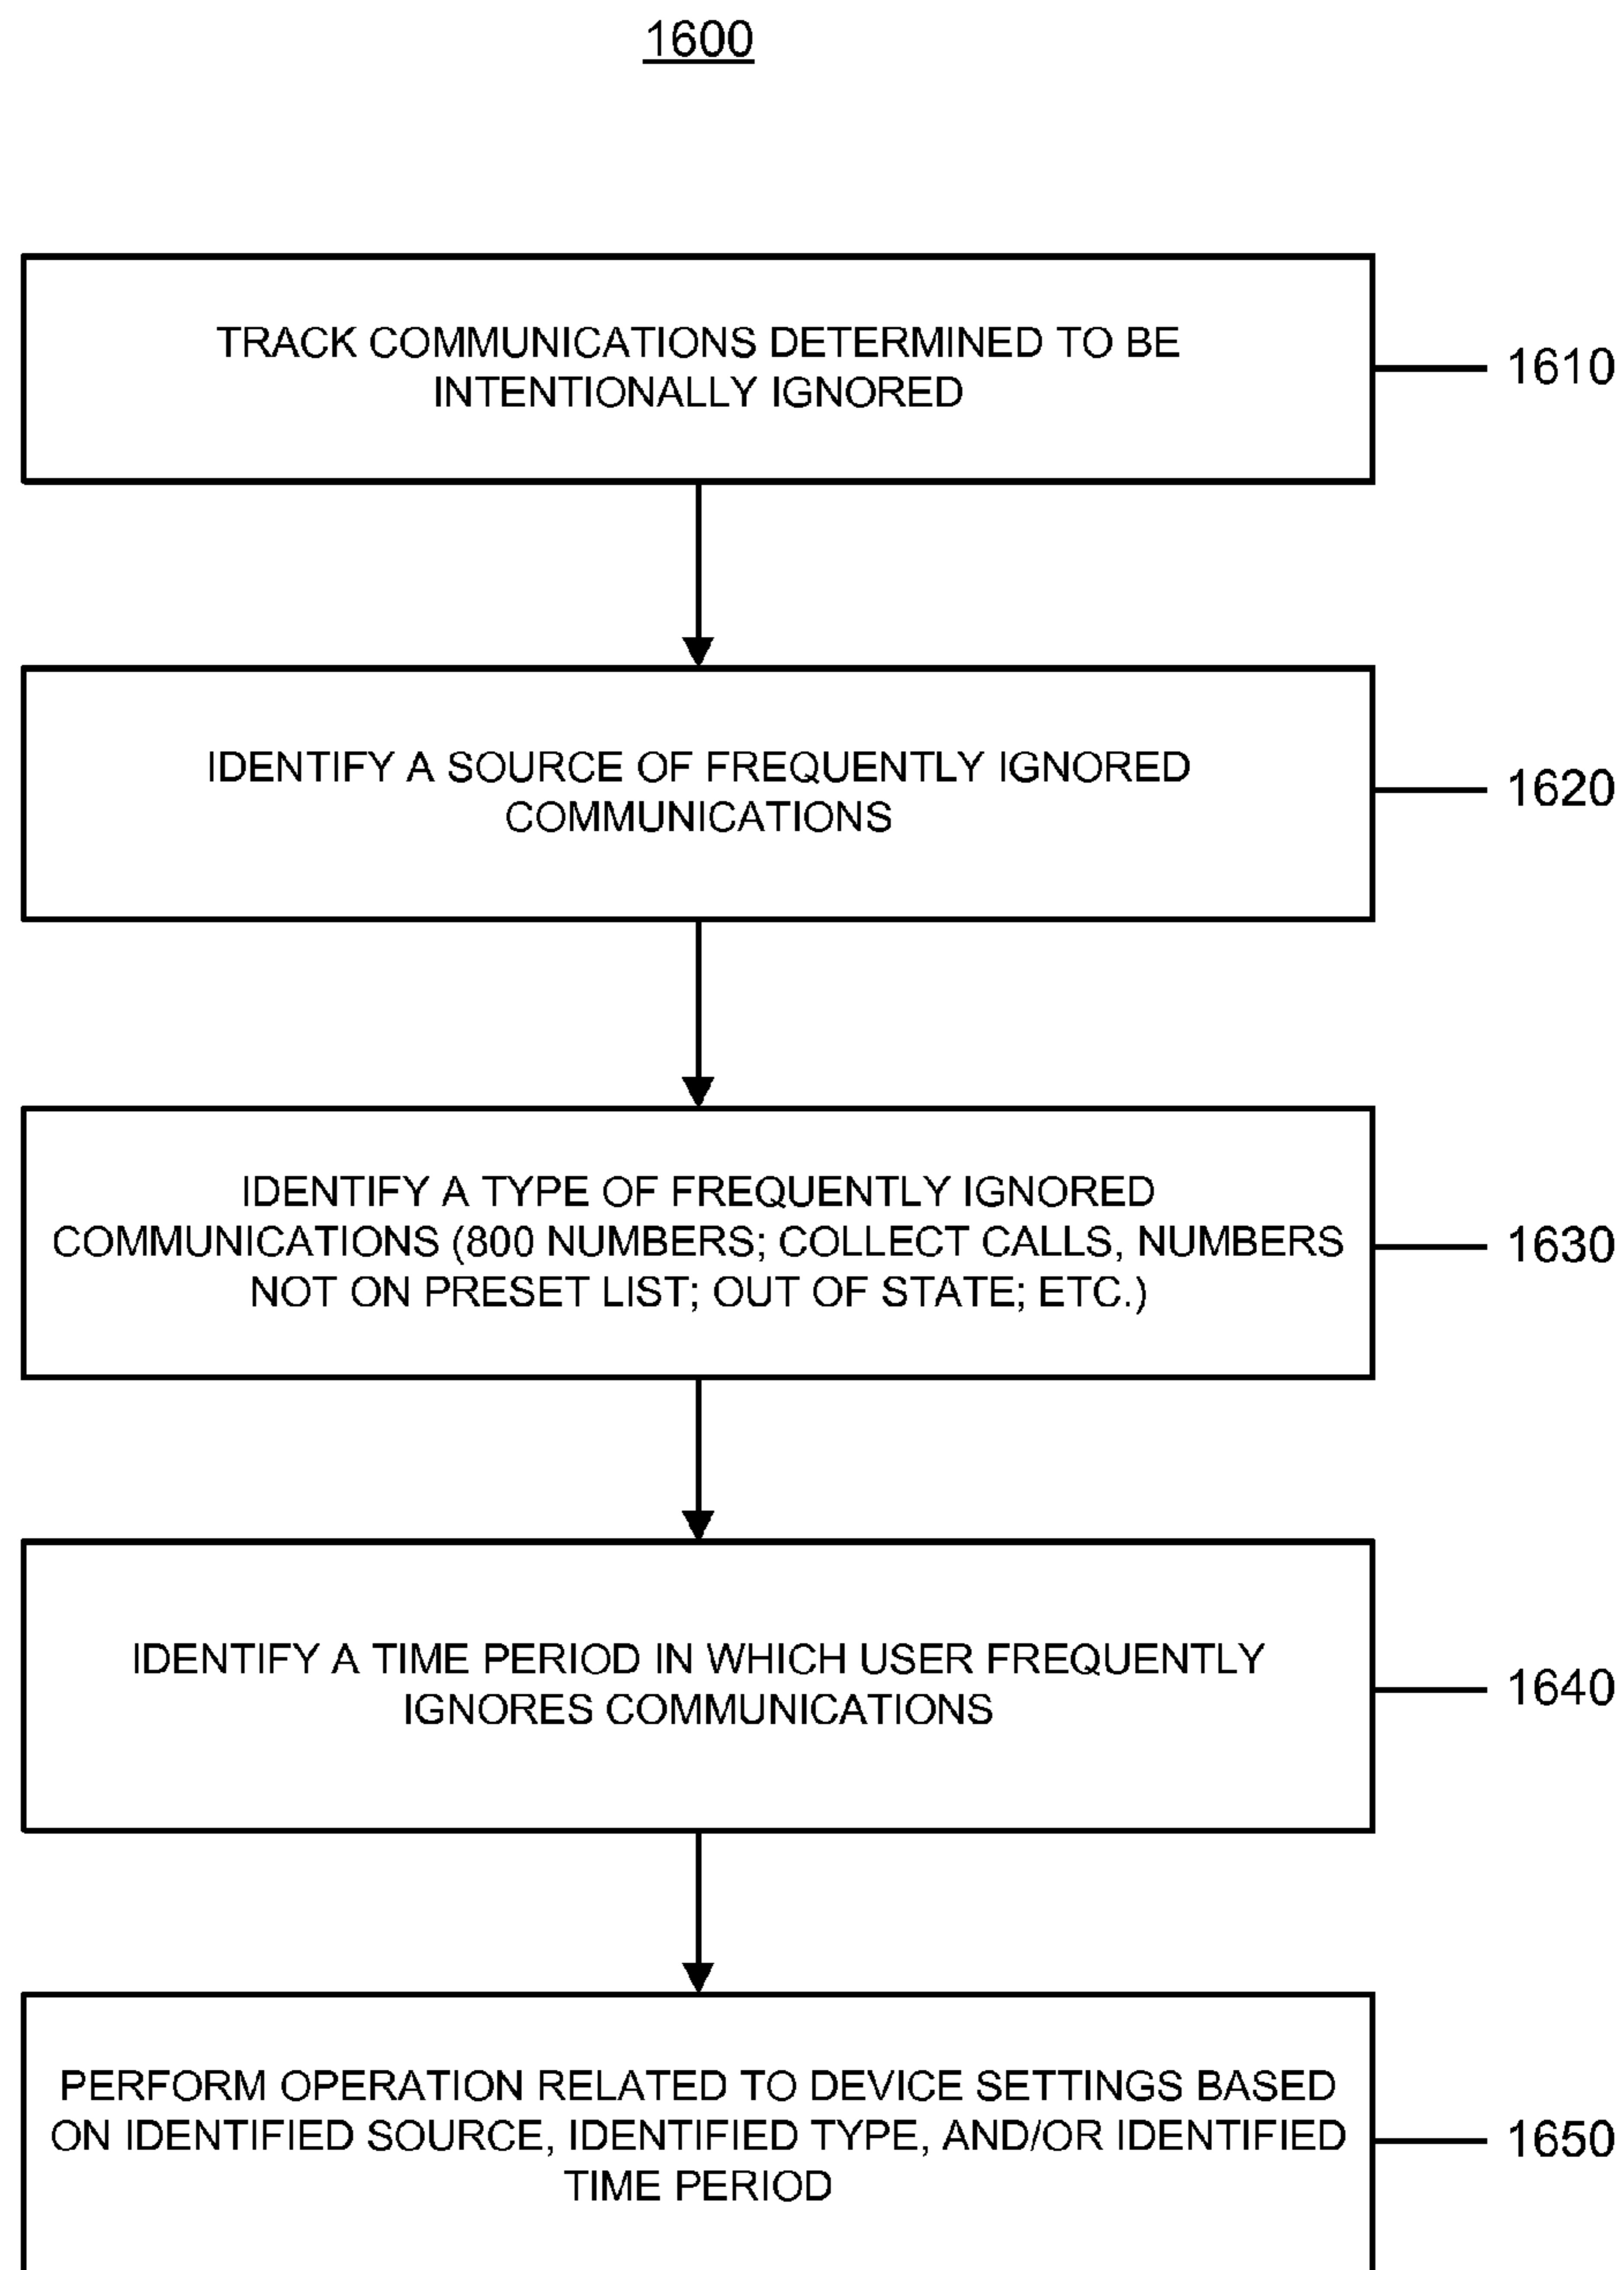 1600
TRACK COMMUNICATIONS DETERMINED TO BE
INTENTIONALLY IGNORED
1610
IDENTIFY A SOURCE OF FREQUENTLY IGNORED
COMMUNICATIONS
1620
IDENTIFY A TYPE OF FREQUENTLY IGNORED
COMMUNICATIONS (800 NUMBERS; COLLECT CALLS, NUMBERS
NOT ON PRESET LIST; OUT OF STATE; ETC.)
1630
IDENTIFY A TIME PERIOD IN WHICH USER FREQUENTLY
IGNORES COMMUNICATIONS
1640
PERFORM OPERATION RELATED TO DEVICE SETTINGS BASED
ON IDENTIFIED SOURCE, IDENTIFIED TYPE, AND/OR IDENTIFIED
TIME PERIOD
1650